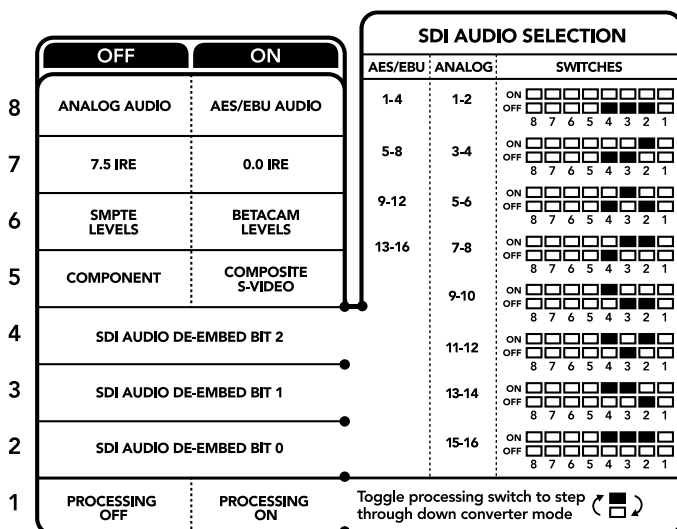 OFF ON
8 ANALOG AUDIO AES/EBU AUDIO
7 7.5 IRE 0.0 IRE
6 SMPTE LEVELS BETACAM LEVELS
5 COMPONENT COMPOSITE S-VIDEO
4 SDI AUDIO DE-EMBED BIT 2
3 SDI AUDIO DE-EMBED BIT 1
2 SDI AUDIO DE-EMBED BIT 0
1 PROCESSING OFF PROCESSING ON
SDI AUDIO SELECTION
AES/EBU ANALOG SWITCHES
1-4 1-2 ON
OFF
8 7 6 5 4 3 2 1
5-8 3-4 ON
OFF
8 7 6 5 4 3 2 1
9-12 5-6 ON
OFF
8 7 6 5 4 3 2 1
13-16 7-8 ON
OFF
8 7 6 5 4 3 2 1
9-10 ON
OFF
8 7 6 5 4 3 2 1
11-12 ON
OFF
8 7 6 5 4 3 2 1
13-14 ON
OFF
8 7 6 5 4 3 2 1
15-16 ON
OFF
8 7 6 5 4 3 2 1
Toggle processing switch to step
through down converter mode